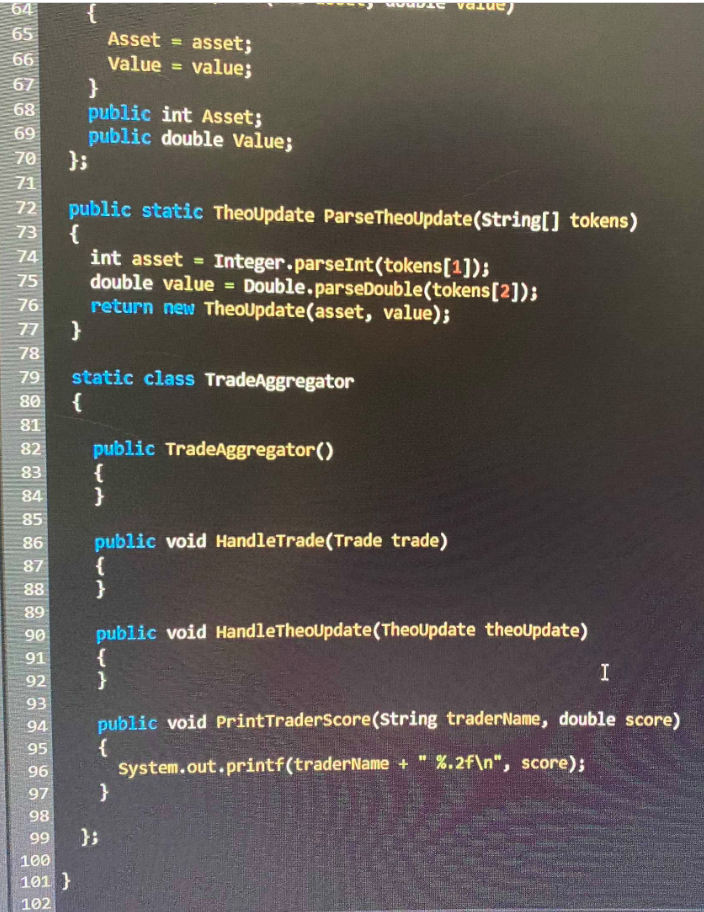 64 {
65 Asset = asset;
66 Value = value;
67 }
68 public int Asset;
69 public double Value;
70 };
71
72 public static TheoUpdate ParseTheoUpdate(String[] tokens)
73 {
74 int asset = Integer.parseInt(tokens[1]);
75 double value = Double.parseDouble(tokens[2]);
76 return new TheoUpdate(asset, value);
77 }
78
79 static class TradeAggregator
80 {
81
82 public TradeAggregator()
83 {
84 }
85
86 public void HandleTrade(Trade trade)
87 {
88 }
89
90 public void HandleTheoUpdate(TheoUpdate theoUpdate)
91 {
92 }
93
94 public void PrintTraderScore(String traderName, double score)
95 {
96 System.out.printf(traderName + " %.2f\n", score);
97 }
98
99 };
100
101 }
102